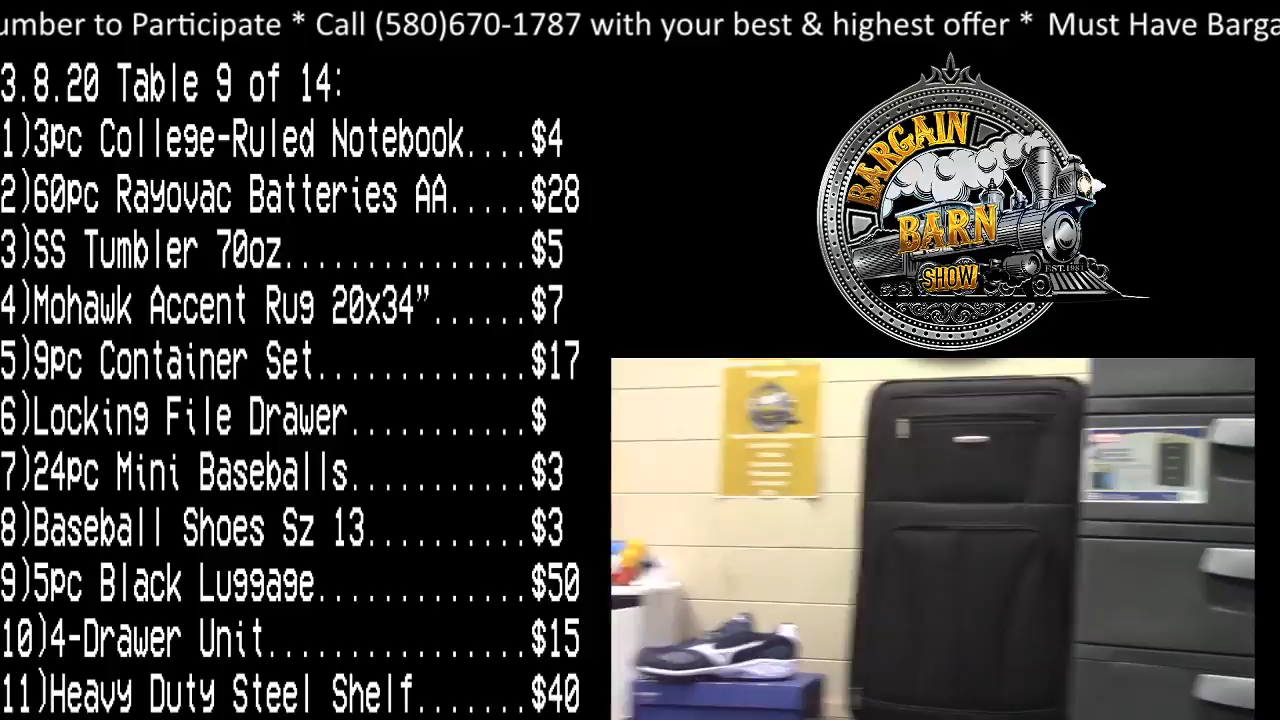 umber to Participate * Call (580)670-1787 with your best & highest offer * Must Have Barga
3.8.20 Table 9 of 14:
1)3pc College-Ruled Notebook....$4
2)60pc Rayovac Batteries AA.....$28
3)SS Tumbler 70oz...............$5
4)Mohawk Accent Rug 20x34”......$7
5)9pc Container Set.............$17
6)Locking File Drawer...........$
7)24pc Mini Baseballs...........$3
8)Baseball Shoes Sz 13..........$3
9)5pc Black Luggage.............$50
10)4-Drawer Unit................$15
11)Heavy Duty Steel Shelf.......$40
BARGAIN
BARN
SHOW